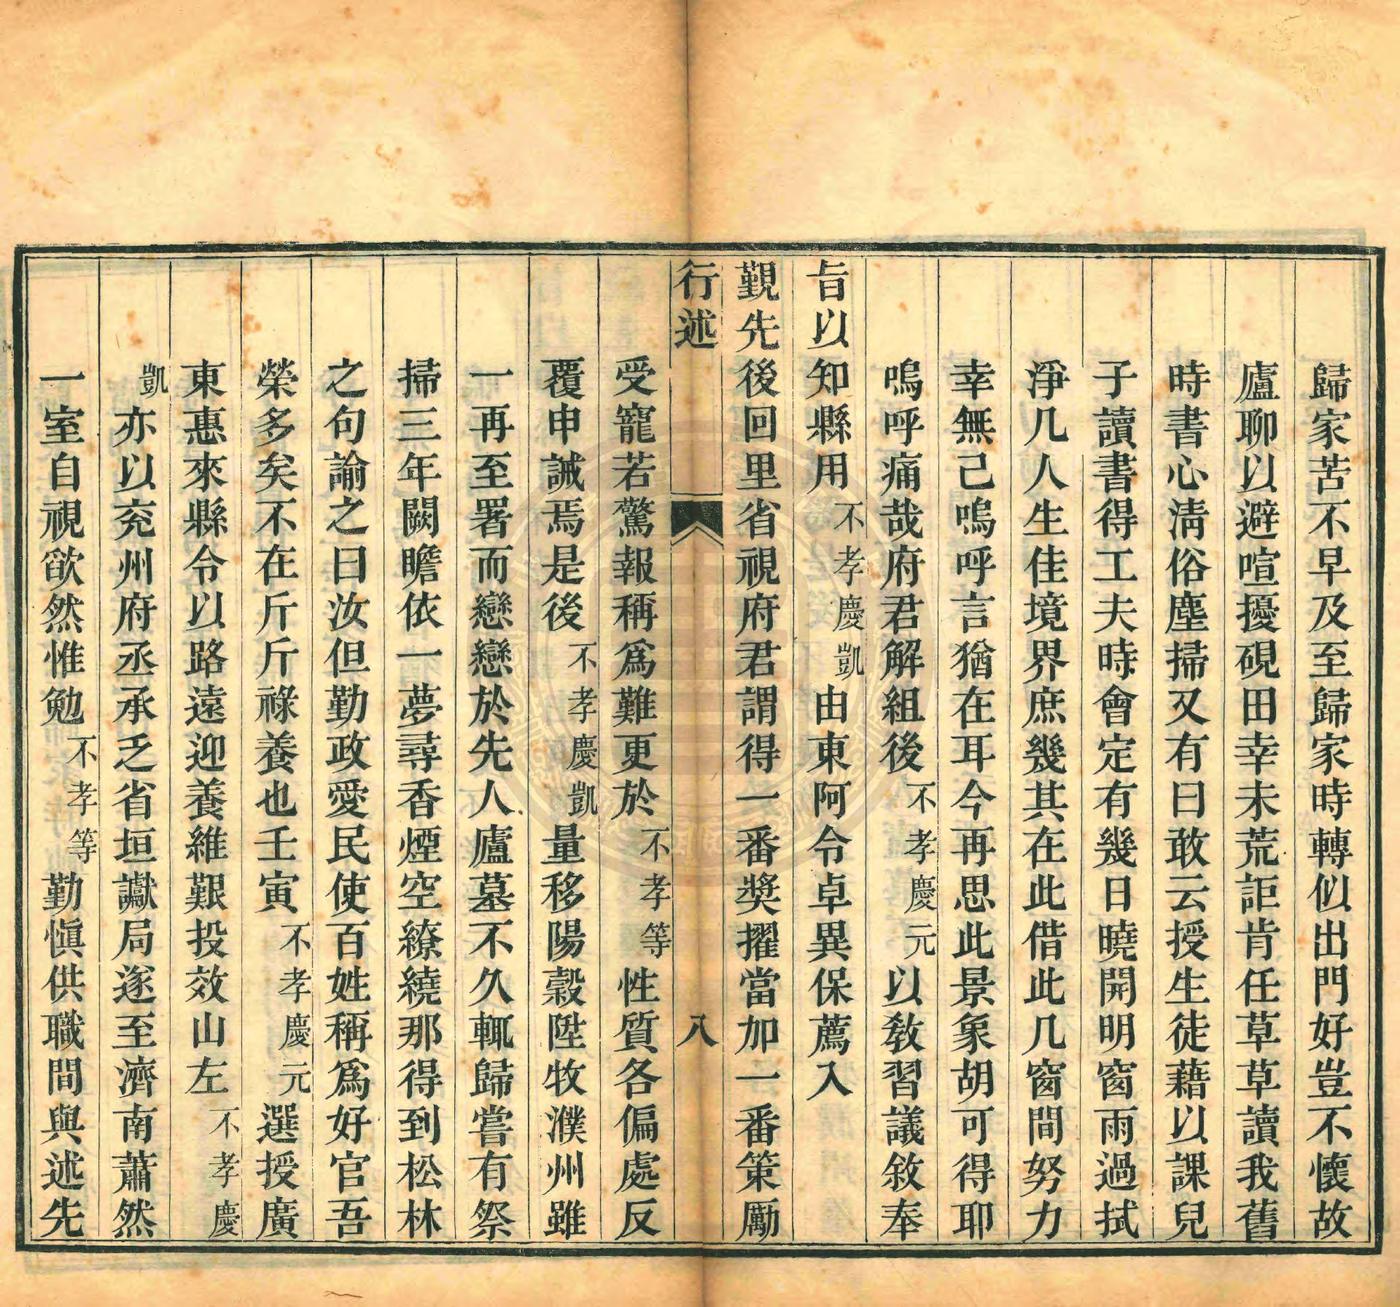 歸家苦不早及至歸家時轉似出門好豈不懷故
廬聊以避喧擾硯田幸未荒詎肯任草草讀我舊
時書心淸俗塵掃又有曰敢云授生徒藉以課兒
子讀書得工夫時會定有幾日曉開明窗雨過拭
淨几人生佳境界庶幾其在此借此几窗間努力
幸無己嗚呼言猶在耳今再思此景象胡可得耶
嗚呼痛哉府君解組後不孝慶元以敎習議敘奉
旨以知縣用不孝慶凱由東阿令卓異保薦入
覲先後回里省視府君謂得一番獎擢當加一番策勵
行述 八
受寵若驚報稱爲難更於不孝等性質各偏處反
覆申誡焉是後不孝慶凱量移陽穀陞牧濮州雖
一再至署而戀戀於先人廬墓不久輒歸嘗有祭
掃三年闕瞻依一夢尋香煙空繚繞那得到松林
之句諭之曰汝但勤政愛民使百姓稱爲好官吾
榮多矣不在斤斤祿養也壬寅不孝慶元選授廣
東惠來縣令以路遠迎養維艱投效山左不孝慶
凱亦以兖州府丞承乏省垣讞局逐至濟南蕭然
一室自視欿然惟勉不孝等勤愼供職間與述先